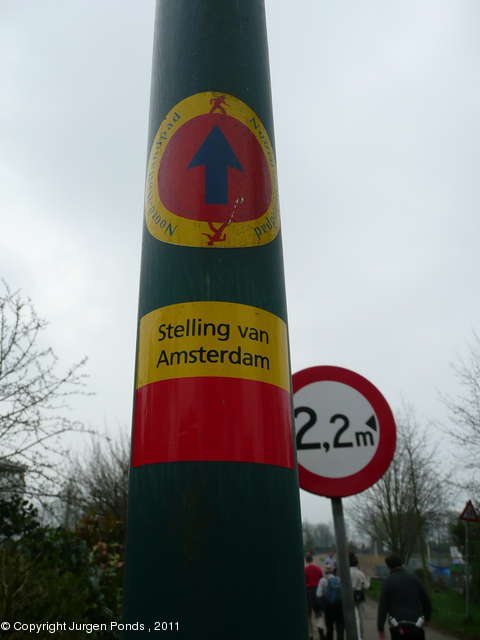 Stelling van
Amsterdam
2,2m
© Copyright Jurgen Ponds , 2011